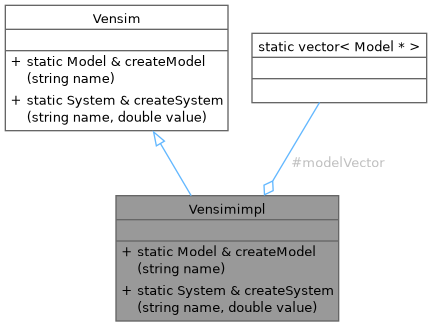 Vensim
+ static Model & createModel
(string name)
+ static System & createSystem
(string name, double value)
static vector< Model * >
#modelVector
Vensimimpl
+ static Model & createModel
(string name)
+ static System & createSystem
(string name, double value)